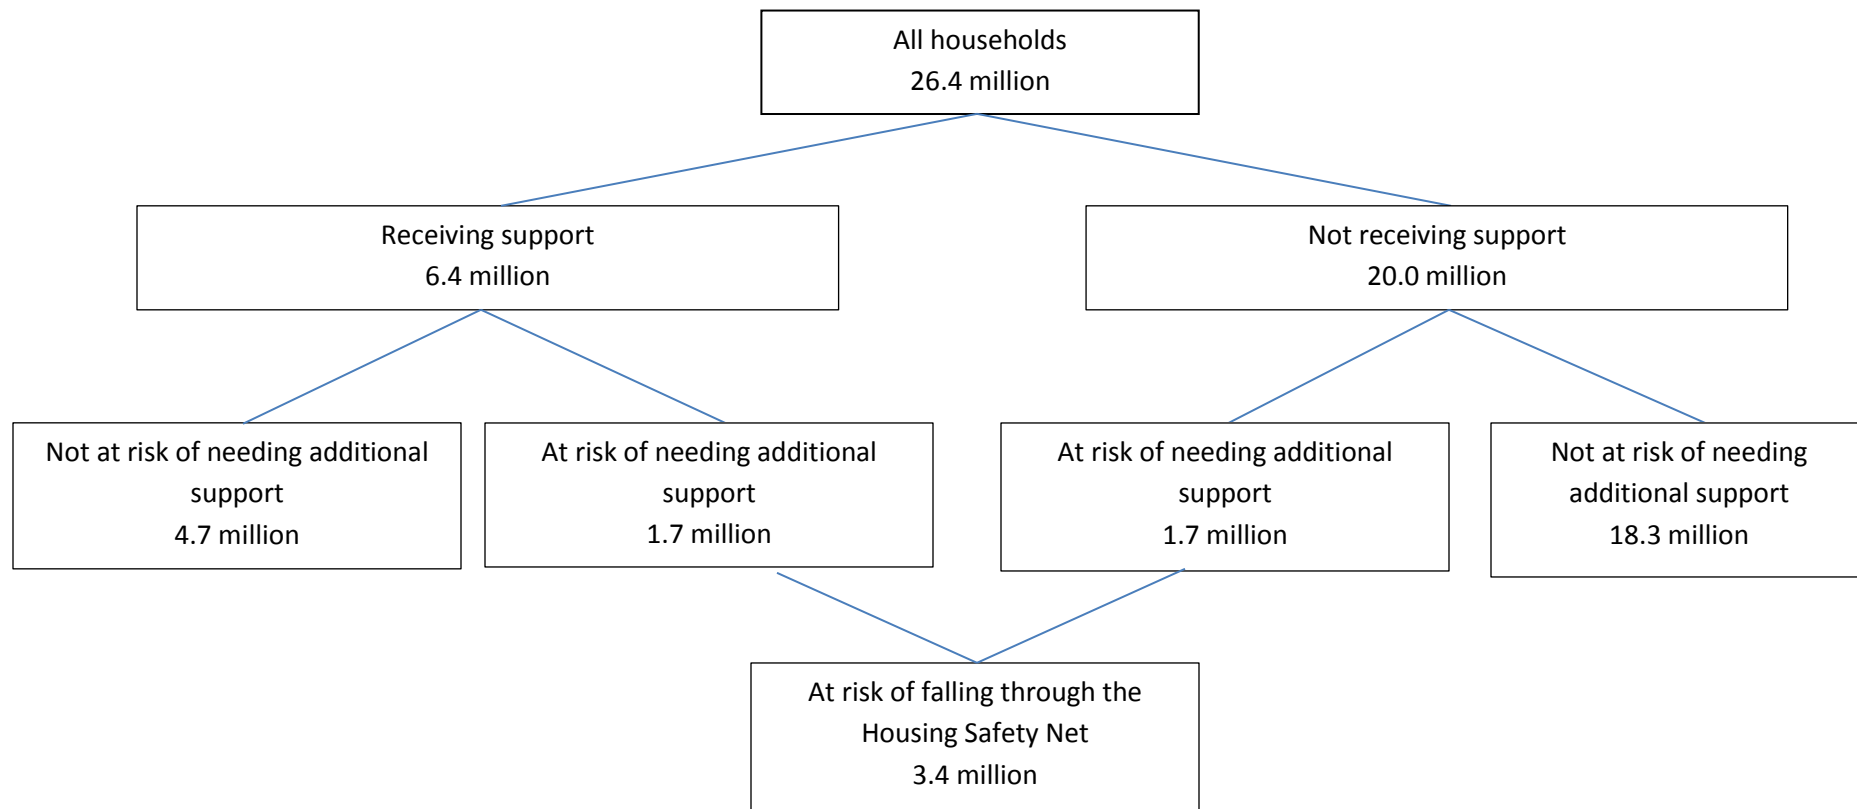 All households
26.4 million
Receiving support
6.4 million
Not receiving support
20.0 million
Not at risk of needing additional
support
4.7 million
At risk of needing additional
support
1.7 million
At risk of needing additional
support
1.7 million
Not at risk of needing
additional support
18.3 million
At risk of falling through the
Housing Safety Net
3.4 million